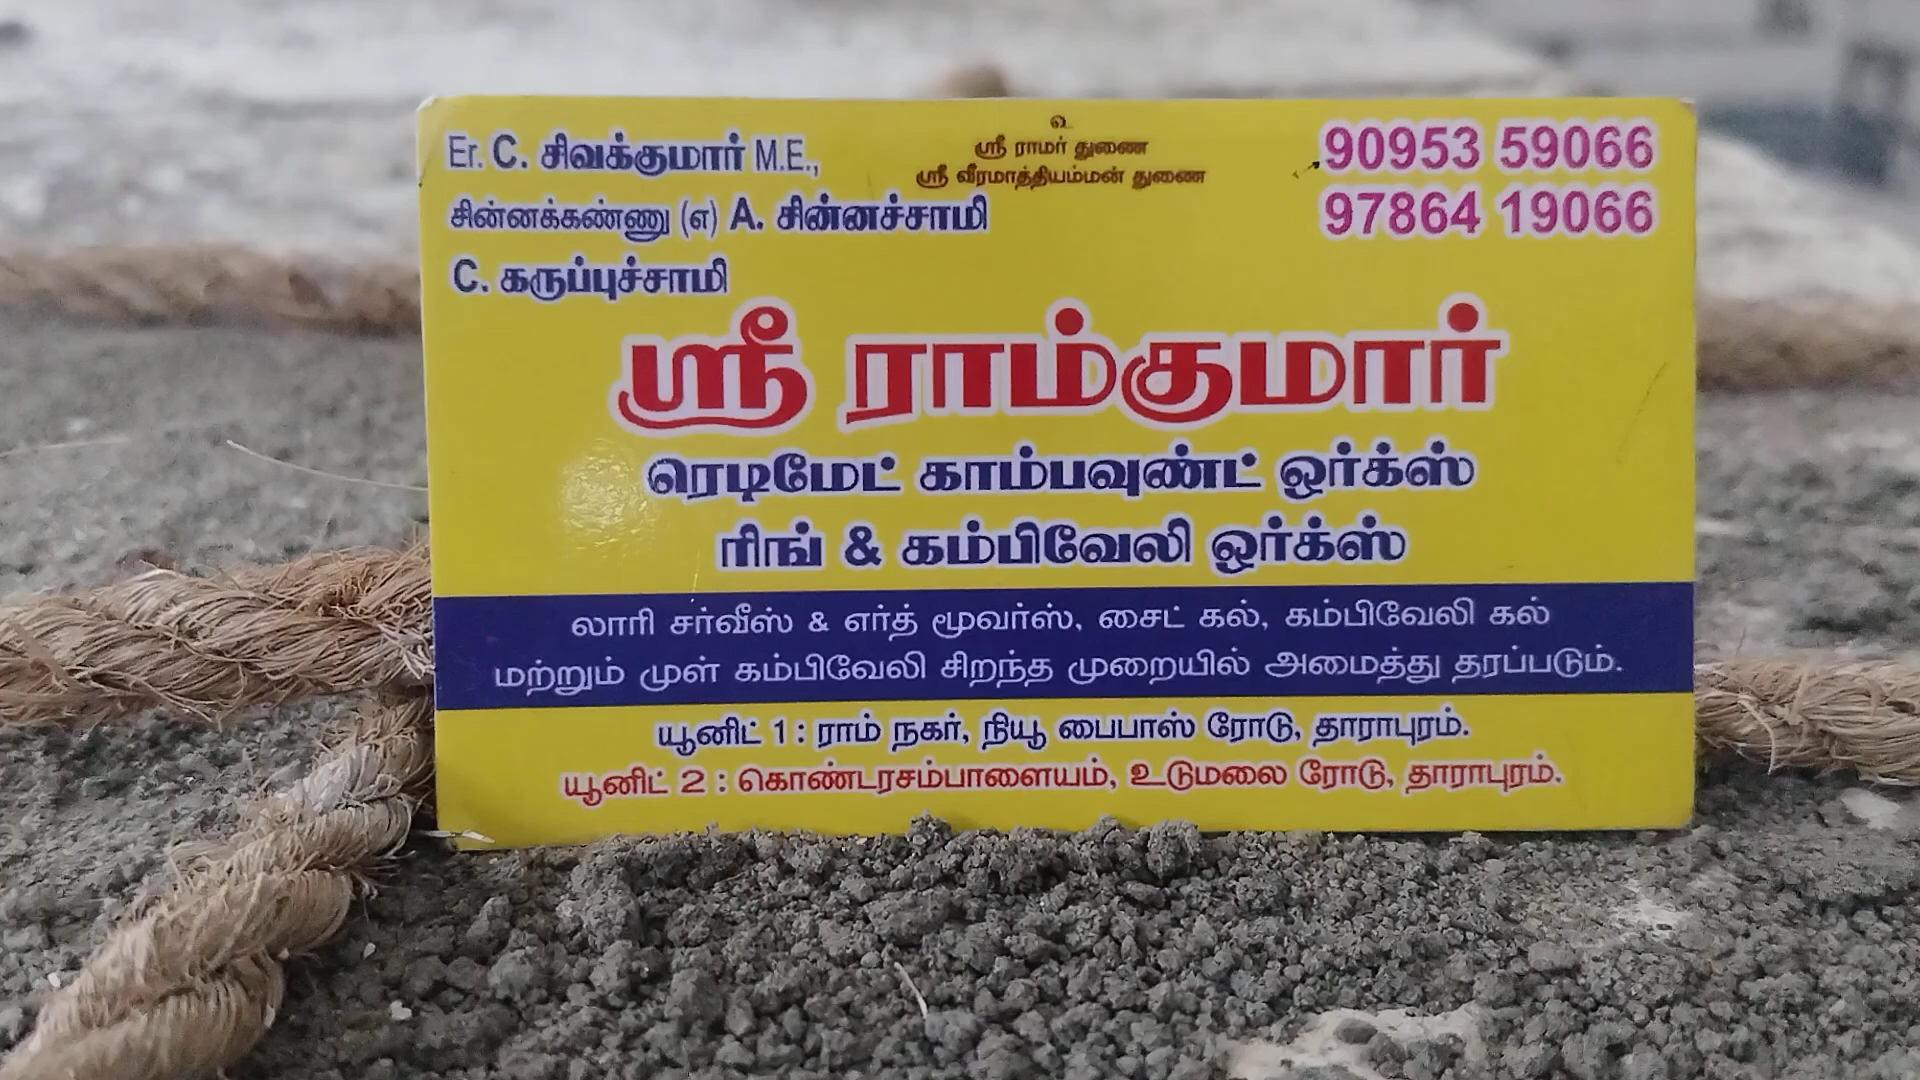 உ
ஸ்ரீ ராமர் துணை
ஸ்ரீ வீரமாத்தியம்மன் துணை
Er. C. சிவக்குமார் M.E.,
சின்னக்கண்ணு (எ) A. சின்னச்சாமி
C. கருப்புச்சாமி
90953 59066
97864 19066
ஸ்ரீ ராம்குமார்
ரெடிமேட் காம்பவுண்ட் ஒர்க்ஸ்
ரிங் & கம்பிவேலி ஒர்க்ஸ்
லாரி சர்வீஸ் & எர்த் மூவர்ஸ், சைட் கல், கம்பிவேலி கல்
மற்றும் முள் கம்பிவேலி சிறந்த முறையில் அமைத்து தரப்படும்.
யூனிட் 1 : ராம் நகர், நியூ பைபாஸ் ரோடு, தாராபுரம்.
யூனிட் 2 : கொண்டரசம்பாளையம், உடுமலை ரோடு, தாராபுரம்.